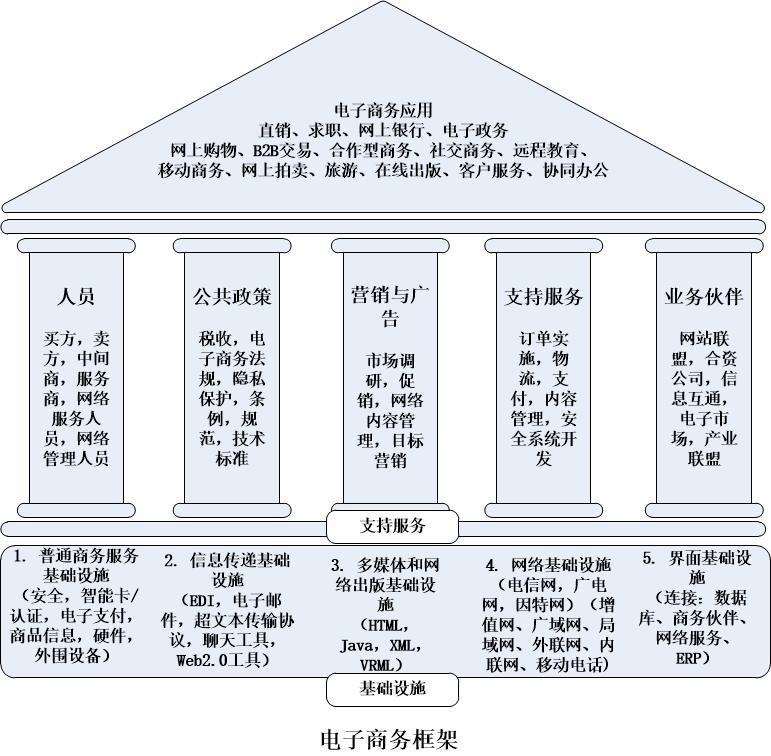 电子商务应用
直销、求职、网上银行、电子政务
网上购物、B2B交易、合作型商务、社交商务、远程教育、
移动商务、网上拍卖、旅游、在线出版、客户服务、协同办公
人员
买方，卖
方，中间
商，服务
商，网络
服务人
员，网络
管理人员
公共政策
税收，电
子商务法
规，隐私
保护，条
例，规
范，技术
标准
营销与广
告
市场调
研，促
销，网络
内容管
理，目标
营销
支持服务
订单实
施，物
流，支
付，内容
管理，安
全系统开
发
业务伙伴
网站联
盟，合资
公司，信
息互通，
电子市
场，产业
联盟
支持服务
1. 普通商务服务
基础设施
（安全，智能卡/
认证，电子支付，
商品信息，硬件，
外围设备）
2. 信息传递基础
设施
（EDI，电子邮
件，超文本传输协
议，聊天工具，
Web2.0工具）
3. 多媒体和网
络出版基础设
施
（HTML，
Java，XML，
VRML）
4. 网络基础设施
（电信网，广电
网，因特网）（增
值网、广域网、局
域网、外联网、内
联网、移动电话)
5. 界面基础设
施
（连接：数据
库、商务伙伴、
网络服务、
ERP）
基础设施
电子商务框架